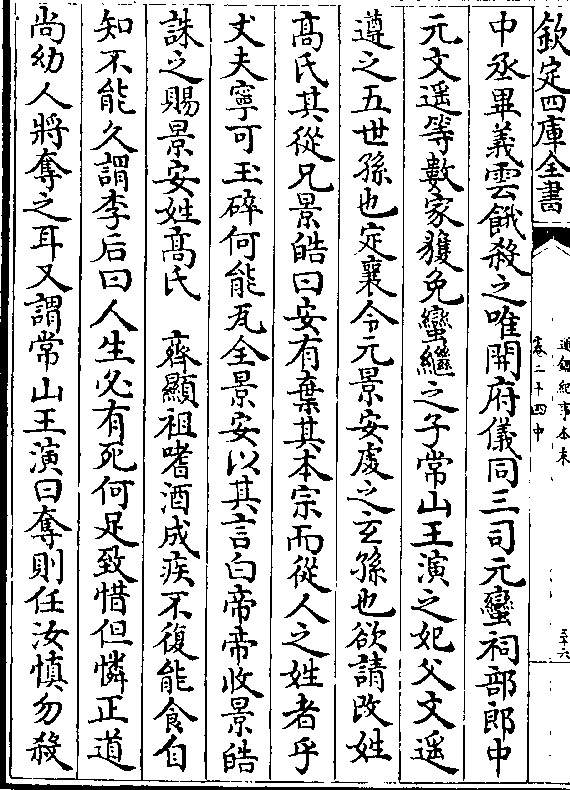 欽定四庫全書
通鑑紀事本末
卷二十四中
至六
中丞畢義雲餓殺之唯開府儀同三司元蠻祠部郎中
元文遥等數家獲免蠻繼之子常山王演之妃父文遥
遵之五世孫也定襄令元景安虔之玄孫也欲請改姓
髙氏其從兄景皓曰安有棄其本宗而從人之姓者乎
丈夫寧可玉碎何能瓦全景安以其言白帝帝收景皓
誅之賜景安姓髙氏 齊顯祖嗜酒成疾不復能食自
知不能久謂李后曰人生必有死何足致惜但憐正道
尚幼人將奪之耳又謂常山王演曰奪則任汝慎勿殺